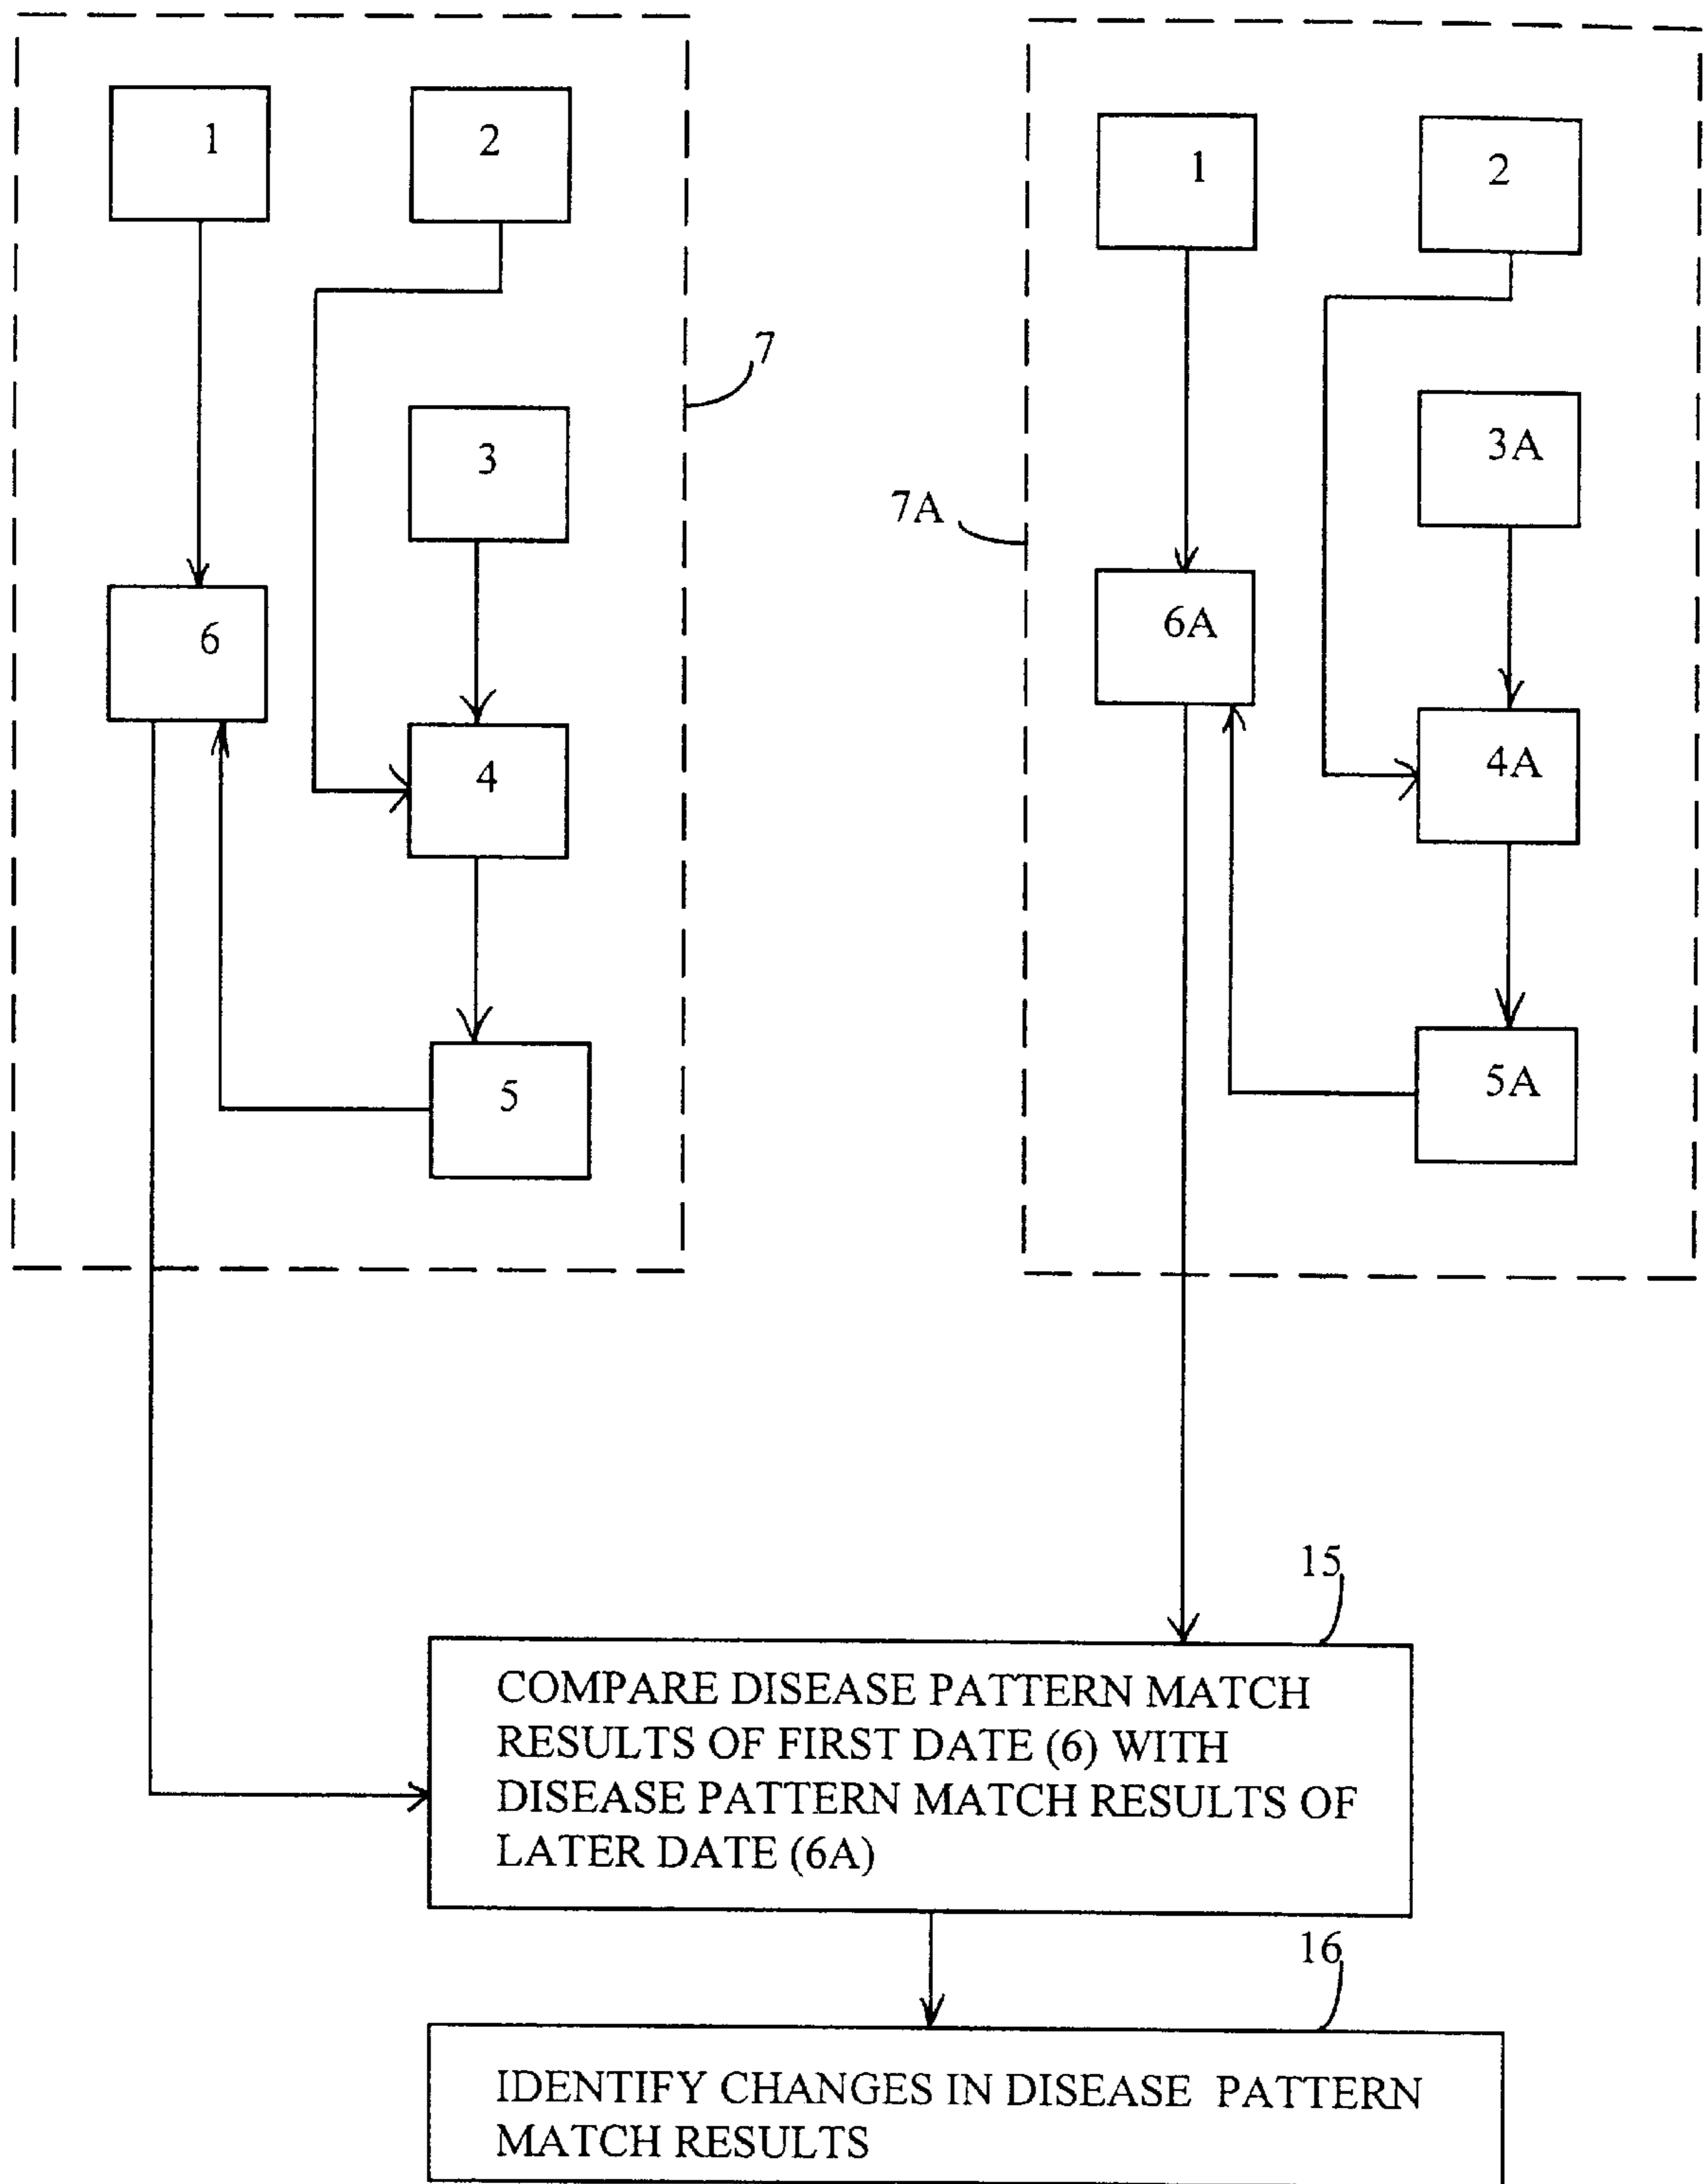 1
2
7
3
6
4
5
1
2
3A
7A
6A
4A
5A
15
COMPARE DISEASE PATTERN MATCH
RESULTS OF FIRST DATE (6) WITH
DISEASE PATTERN MATCH RESULTS OF
LATER DATE (6A)
16
IDENTIFY CHANGES IN DISEASE PATTERN
MATCH RESULTS